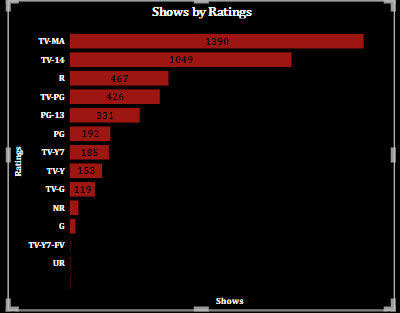 Shows by Ratings
TV-MA 1390
TV-14 1049
R 467
TV-PG 426
PG-13 331
PG 192
TV-Y7 185
TV-Y 153
TV-G 119
NR
G
TV-Y7-FV
UR
Ratings
Shows